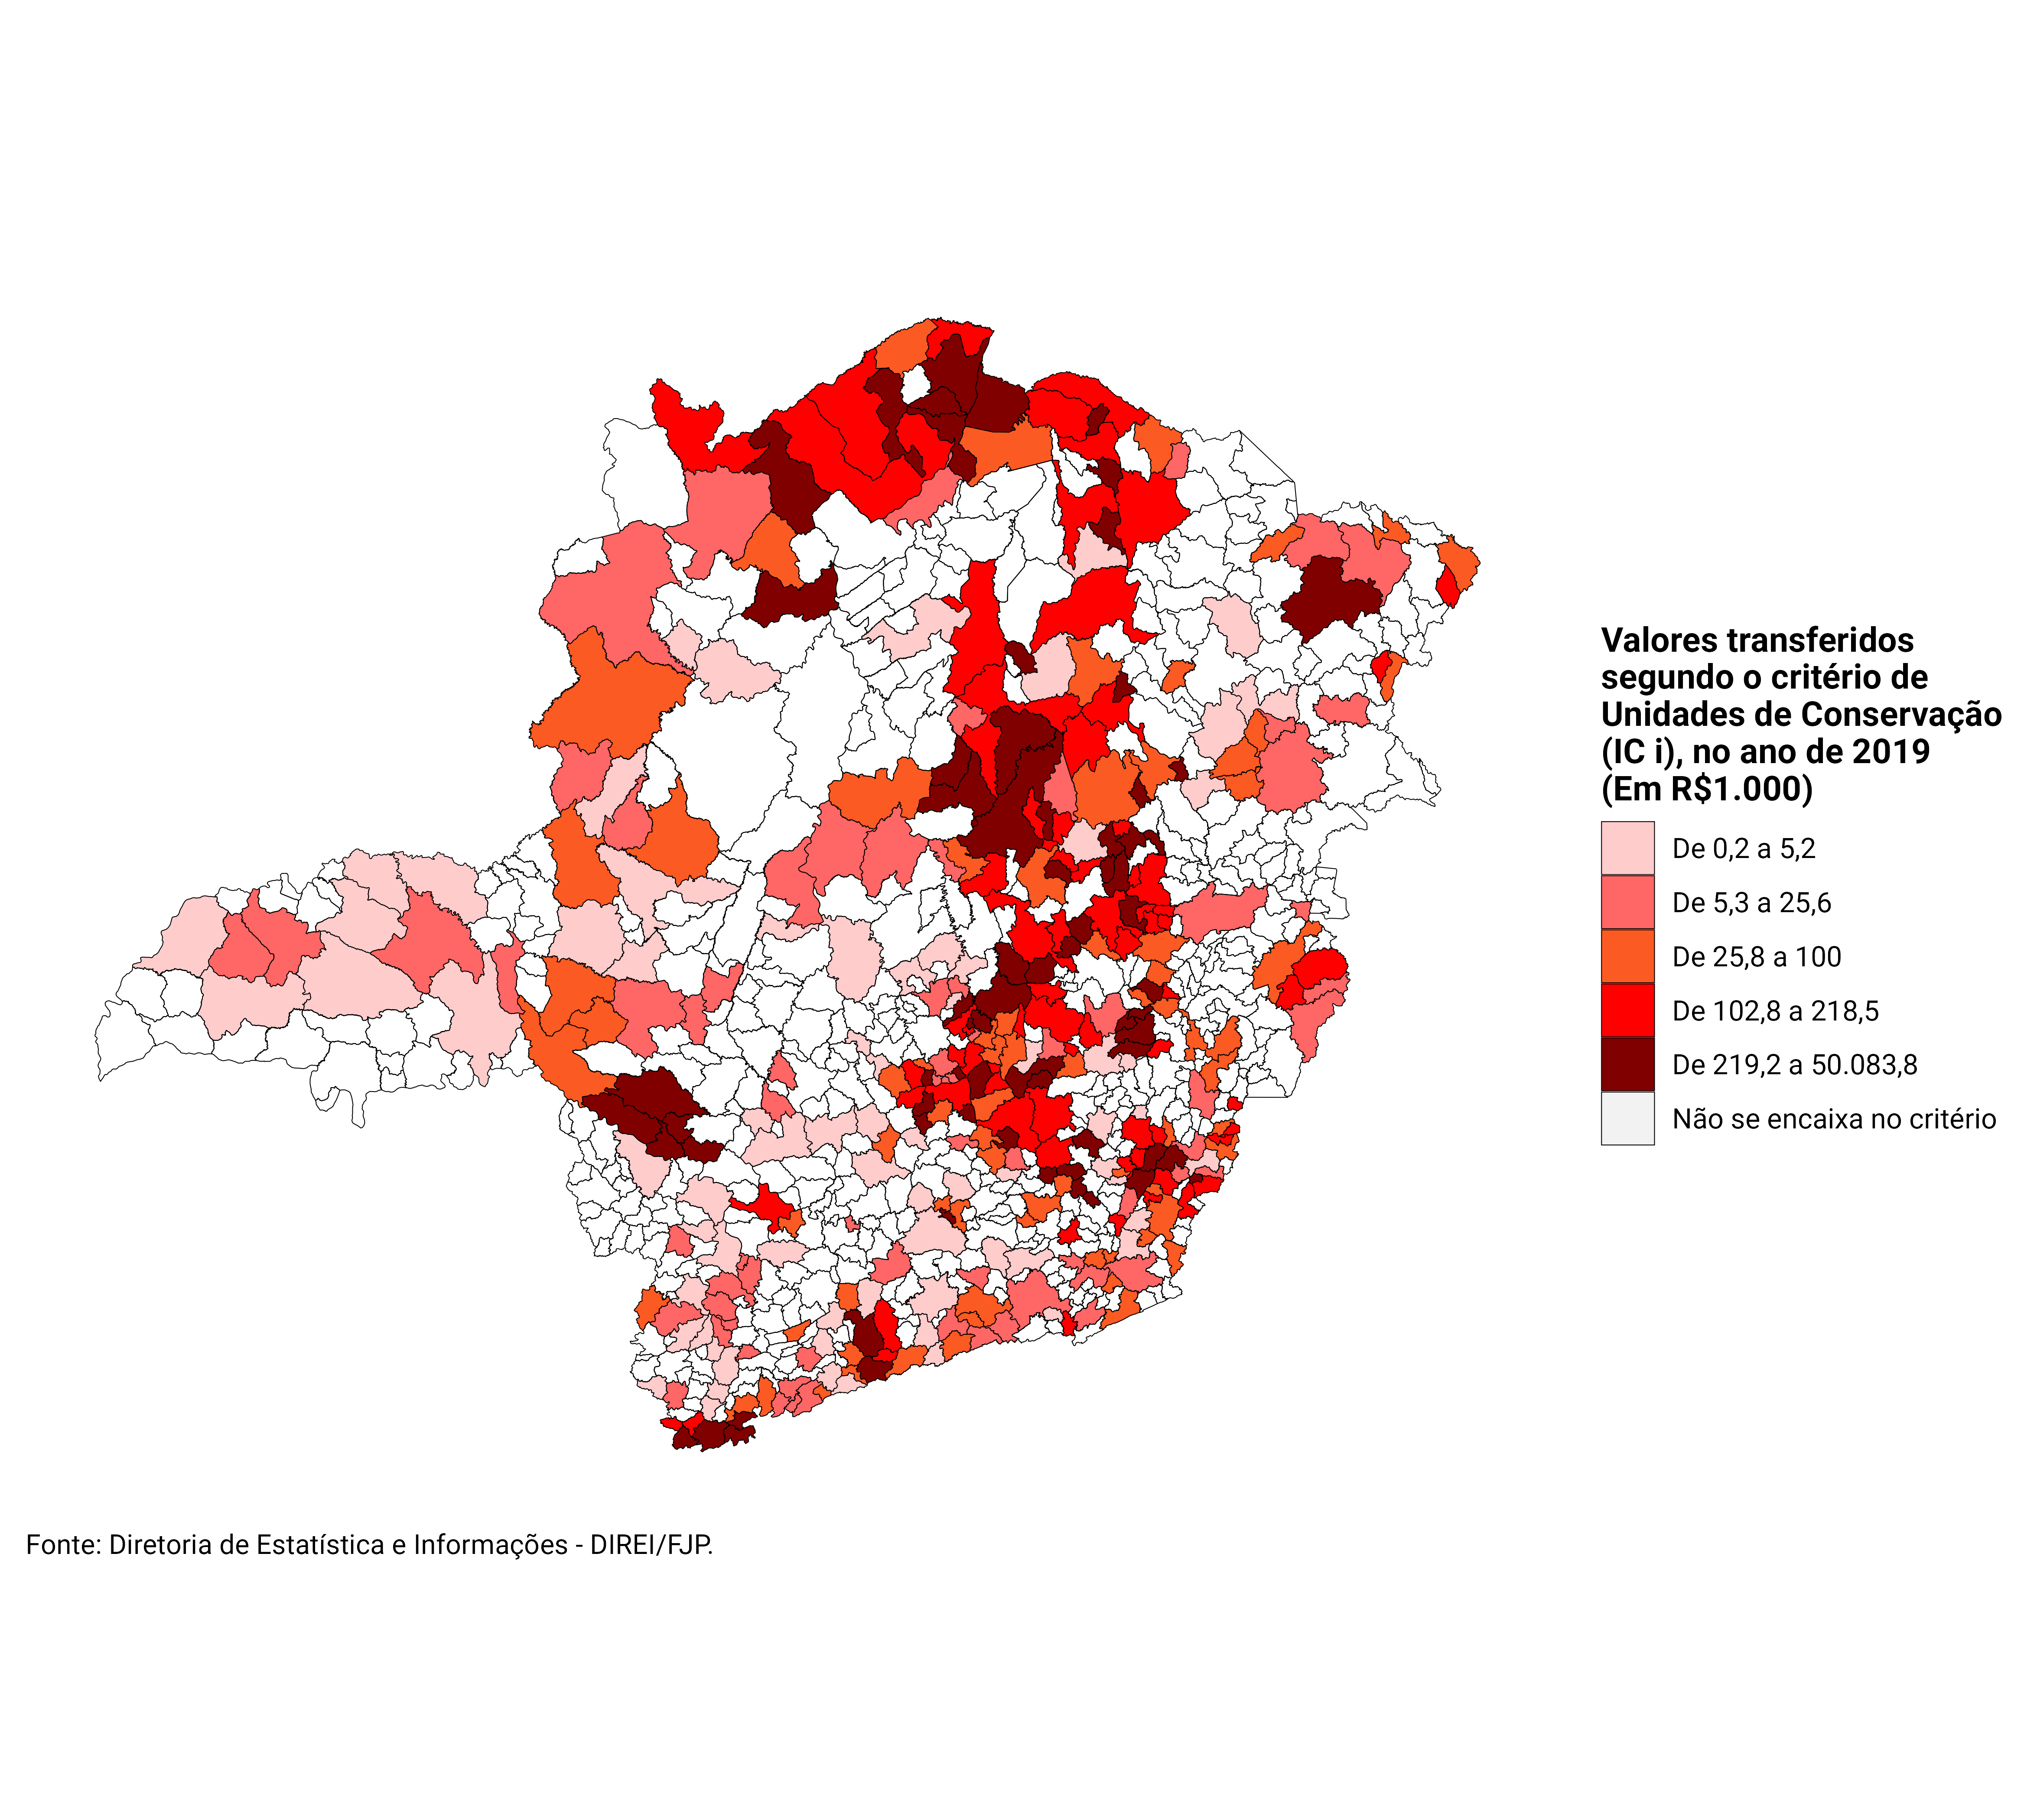 Valores transferidos
segundo o critério de
Unidades de Conservação
(IC i), no ano de 2019
(Em R$1.000)
De 0,2 a 5,2
De 5,3 a 25,6
De 25,8 a 100
De 102,8 a 218,5
De 219,2 a 50.083,8
Não se encaixa no critério
Fonte: Diretoria de Estatística e Informações - DIREI/FJP.